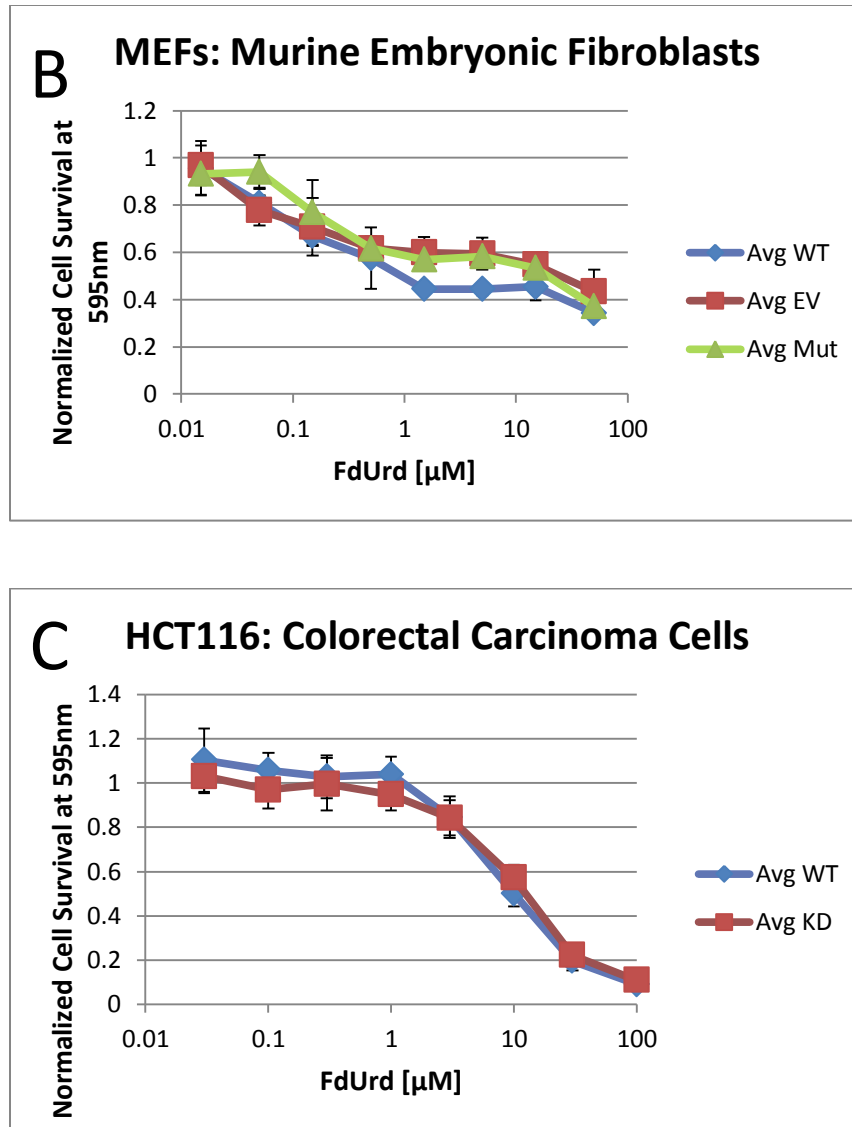 B
MEFs: Murine Embryonic Fibroblasts
Normalized Cell Survival at
595nm
1.2
1
0.8
0.6
0.4
0.2
0
0.01 0.1 1 10 100
FdUrd [µM]
Avg WT
Avg EV
Avg Mut
C
HCT116: Colorectal Carcinoma Cells
Normalized Cell Survival at 595nm
1.4
1.2
1
0.8
0.6
0.4
0.2
0
0.01 0.1 1 10 100
FdUrd [µM]
Avg WT
Avg KD